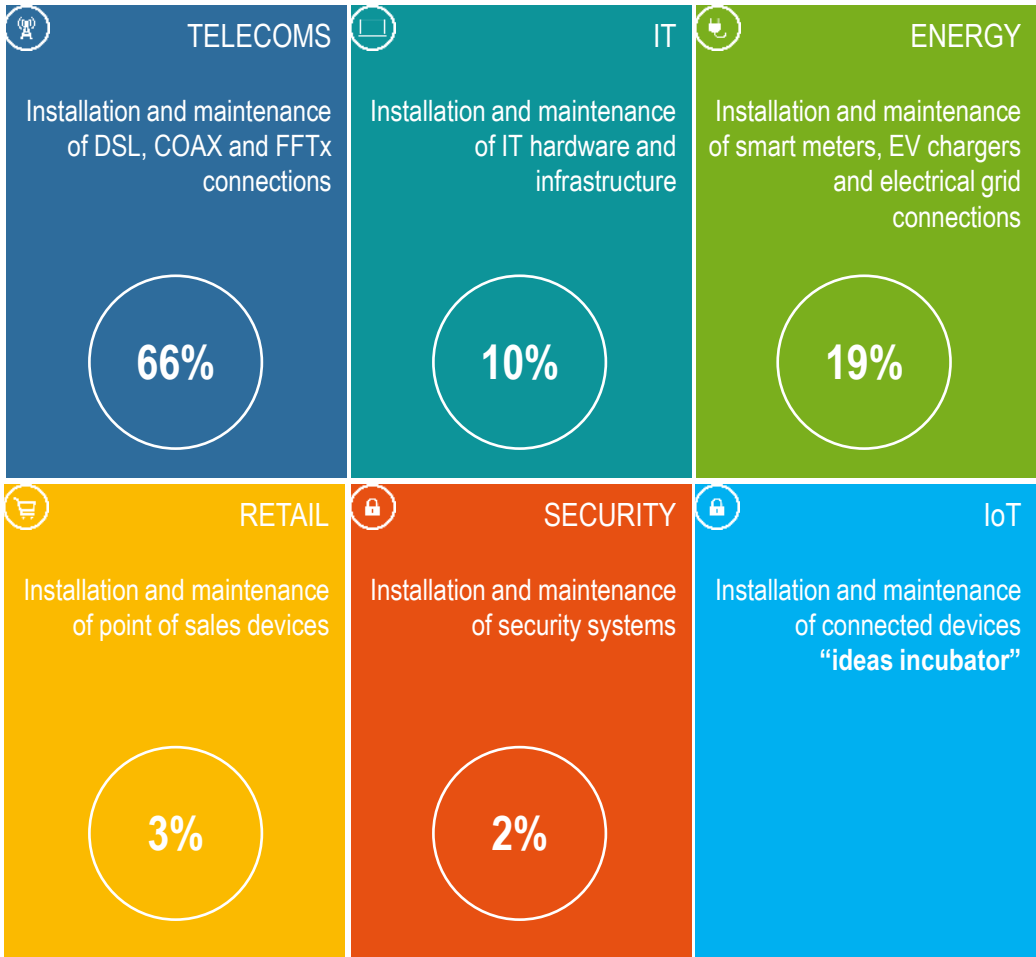 TELECOMS
Installation and maintenance
of DSL, COAX and FFTx
connections
66%
IT
Installation and maintenance
of IT hardware and
infrastructure
10%
ENERGY
Installation and maintenance
of smart meters, EV chargers
and electrical grid
connections
19%
RETAIL
Installation and maintenance
of point of sales devices
3%
SECURITY
Installation and maintenance
of security systems
2%
IoT
Installation and maintenance
of connected devices
“ideas incubator”